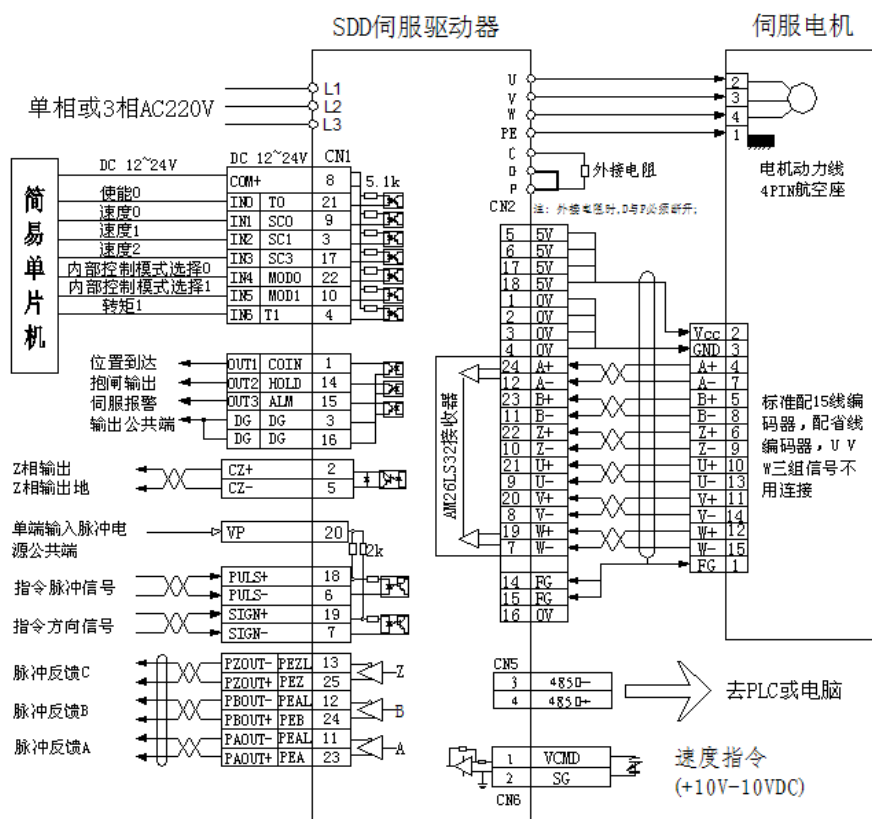 SDD伺服驱动器
伺服电机
单相或3相AC220V
L1
L2
L3
U
V
W
PE
C
D
P
2
3
4
1
外接电阻
注: 外接电阻时,D与P必须断开;
电机动力线
4PIN航空座
简易单片机
DC 12~24V
使能0
速度0
速度1
速度2
内部控制模式选择0
内部控制模式选择1
转矩1
DC 12~24V CN1
COM+ 8
IN0 T0 21
IN1 SC0 9
IN2 SC1 3
IN3 SC3 17
IN4 MOD0 22
IN5 MOD1 10
IN6 T1 4
5.1k
位置到达 OUT1 COIN 1
抱闸输出 OUT2 HOLD 14
伺服报警 OUT3 ALM 15
输出公共端 DG DG 3
DG DG 16
Z相输出 CZ+ 2
Z相输出地 CZ- 5
单端输入脉冲电
源公共端
VP 20
2k
指令脉冲信号
PULS+ 18
PULS- 6
指令方向信号
SIGN+ 19
SIGN- 7
脉冲反馈C
PZOUT- PEZL 13
PZOUT+ PEZ 25
Z
脉冲反馈B
PBOUT- PEAL 12
PBOUT+ PEB 24
B
脉冲反馈A
PAOUT- PEAL 11
PAOUT+ PEA 23
A
CN2
5 5V
6 5V
17 5V
18 5V
1 0V
2 0V
3 0V
4 0V
24 A+
12 A-
23 B+
11 B-
22 Z+
10 Z-
21 U+
9 U-
20 V+
8 V-
19 W+
7 W-
14 FG
15 FG
16 0V
AM26LS32接收器
Vcc 2
GND 3
A+ 4
A- 7
B+ 5
B- 8
Z+ 6
Z- 9
U+ 10
U- 13
V+ 11
V- 14
W+ 12
W- 15
FG 1
标准配15线编
码器,配省线
编码器,U V
W三组信号不
用连接
CN5
3 485D-
4 485D+
去PLC或电脑
1 VCMD
2 SG
CN6
速度指令
(+10V-10VDC)